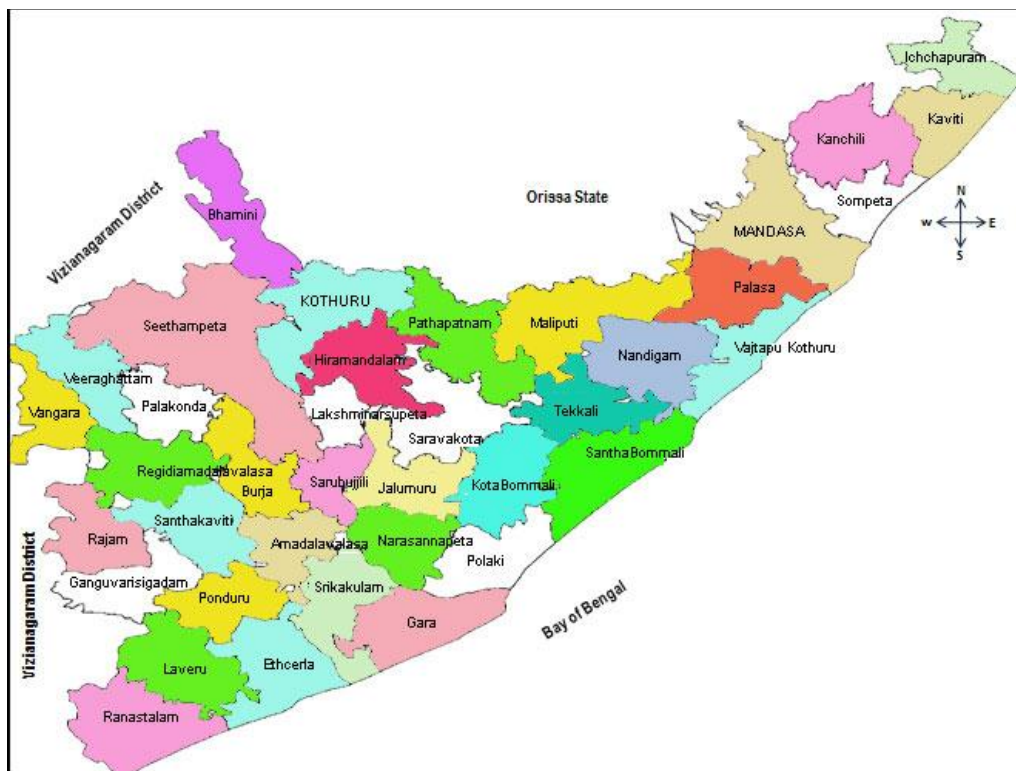 Ichchapuram
Kaviti
Kanchili
Sompeta
N
W E
S
Orissa State
MANDASA
Vizianagaram District
Bhamini
Palasa
KOTHURU
Seethampeta
Pathapatnam
Maliputi
Nandigam
Vajtapu Kothuru
Hiramandalam
Veeraghattam
Palakonda
Vangara
Lakshminarsupeta
Tekkali
Saravakota
Santha Bommali
Regidiamadalavalasa
Burja
Sarubujjili
Jalumuru
Kota Bommali
Santhakaviti
Rajam
Amadalavalasa
Narasannapeta
Polaki
Ganguvarisigadam
Ponduru
Srikakulam
Gara
Bay of Bengal
Vizianagaram District
Laveru
Ethcerla
Ranastalam